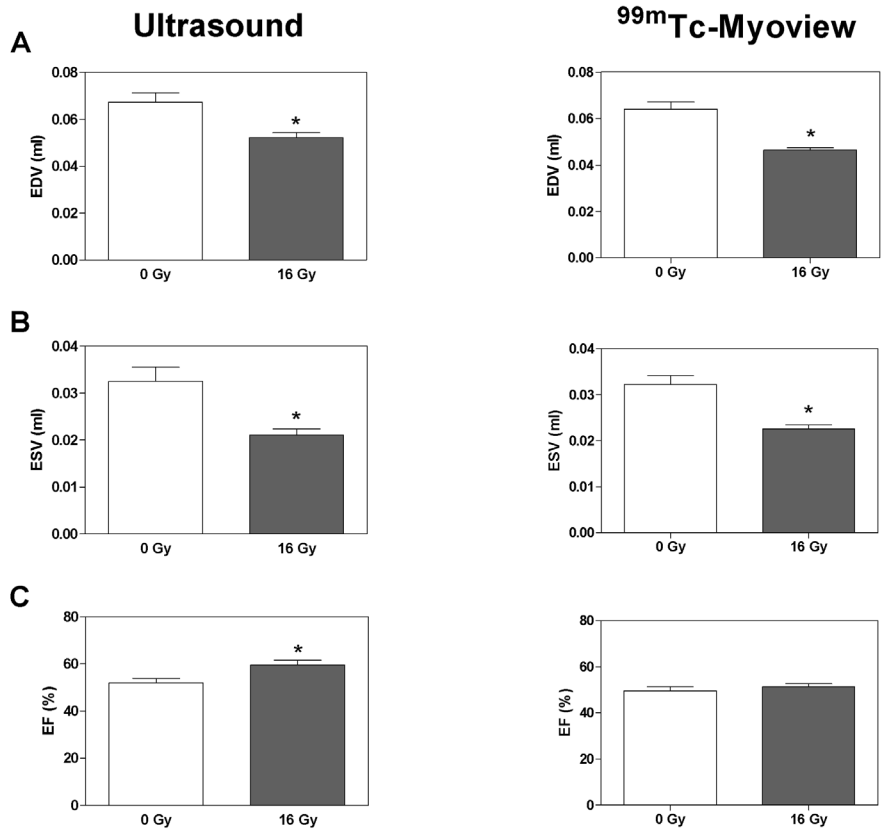 Ultrasound
99mTc-Myoview
A
EDV (ml)
0.08
0.06
0.04
0.02
0.00
*
0 Gy
16 Gy
EDV (ml)
0.08
0.06
0.04
0.02
0.00
*
0 Gy
16 Gy
B
ESV (ml)
0.04
0.03
0.02
0.01
0.00
*
0 Gy
16 Gy
ESV (ml)
0.04
0.03
0.02
0.01
0.00
*
0 Gy
16 Gy
C
EF (%)
80
60
40
20
0
*
0 Gy
16 Gy
EF (%)
80
60
40
20
0
0 Gy
16 Gy